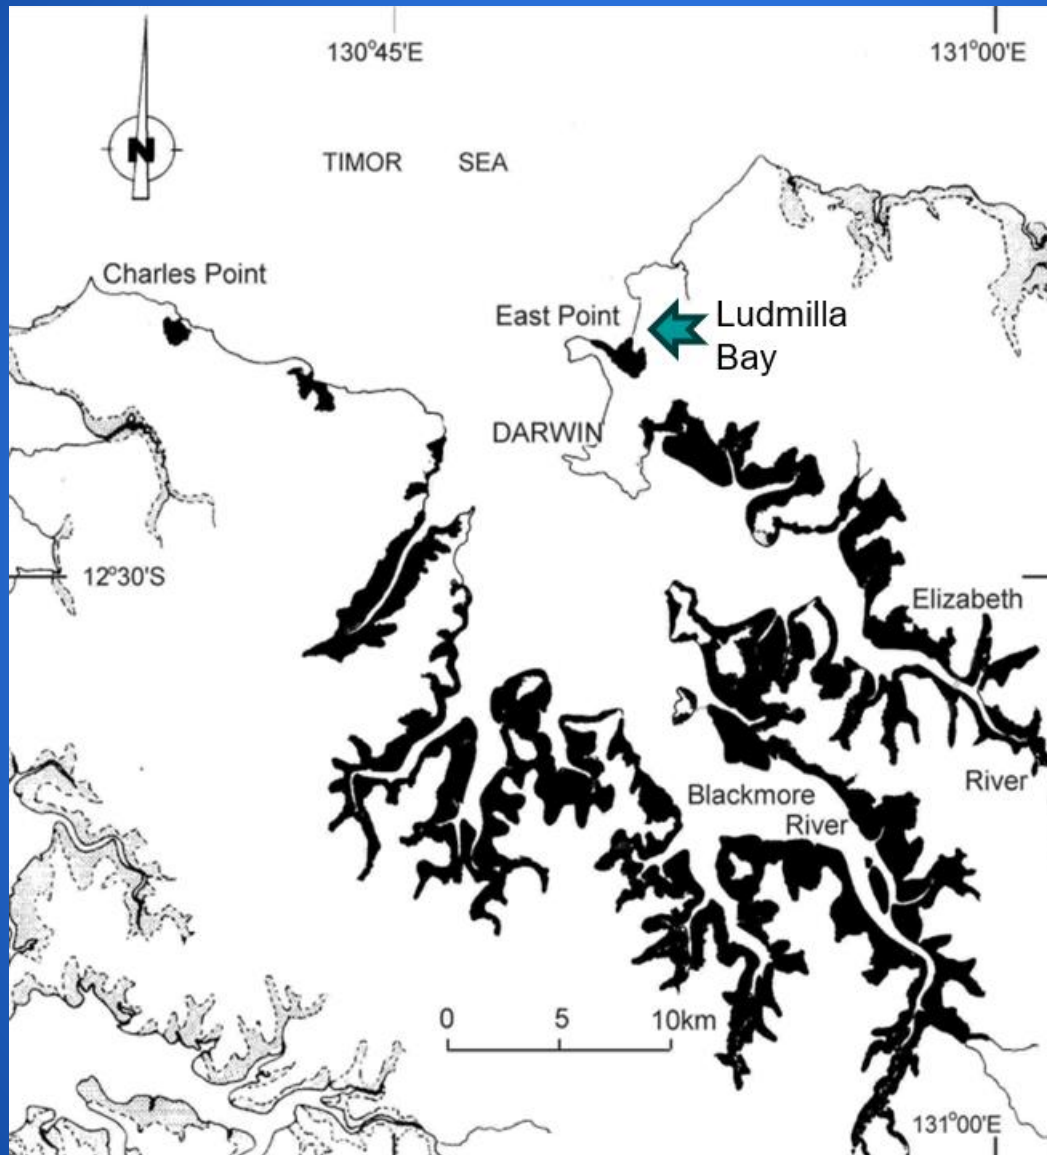 130°45'E
131°00'E
N
TIMOR SEA
Charles Point
East Point
Ludmilla
Bay
DARWIN
12°30'S
Elizabeth
River
Blackmore
River
0 5 10km
131°00'E